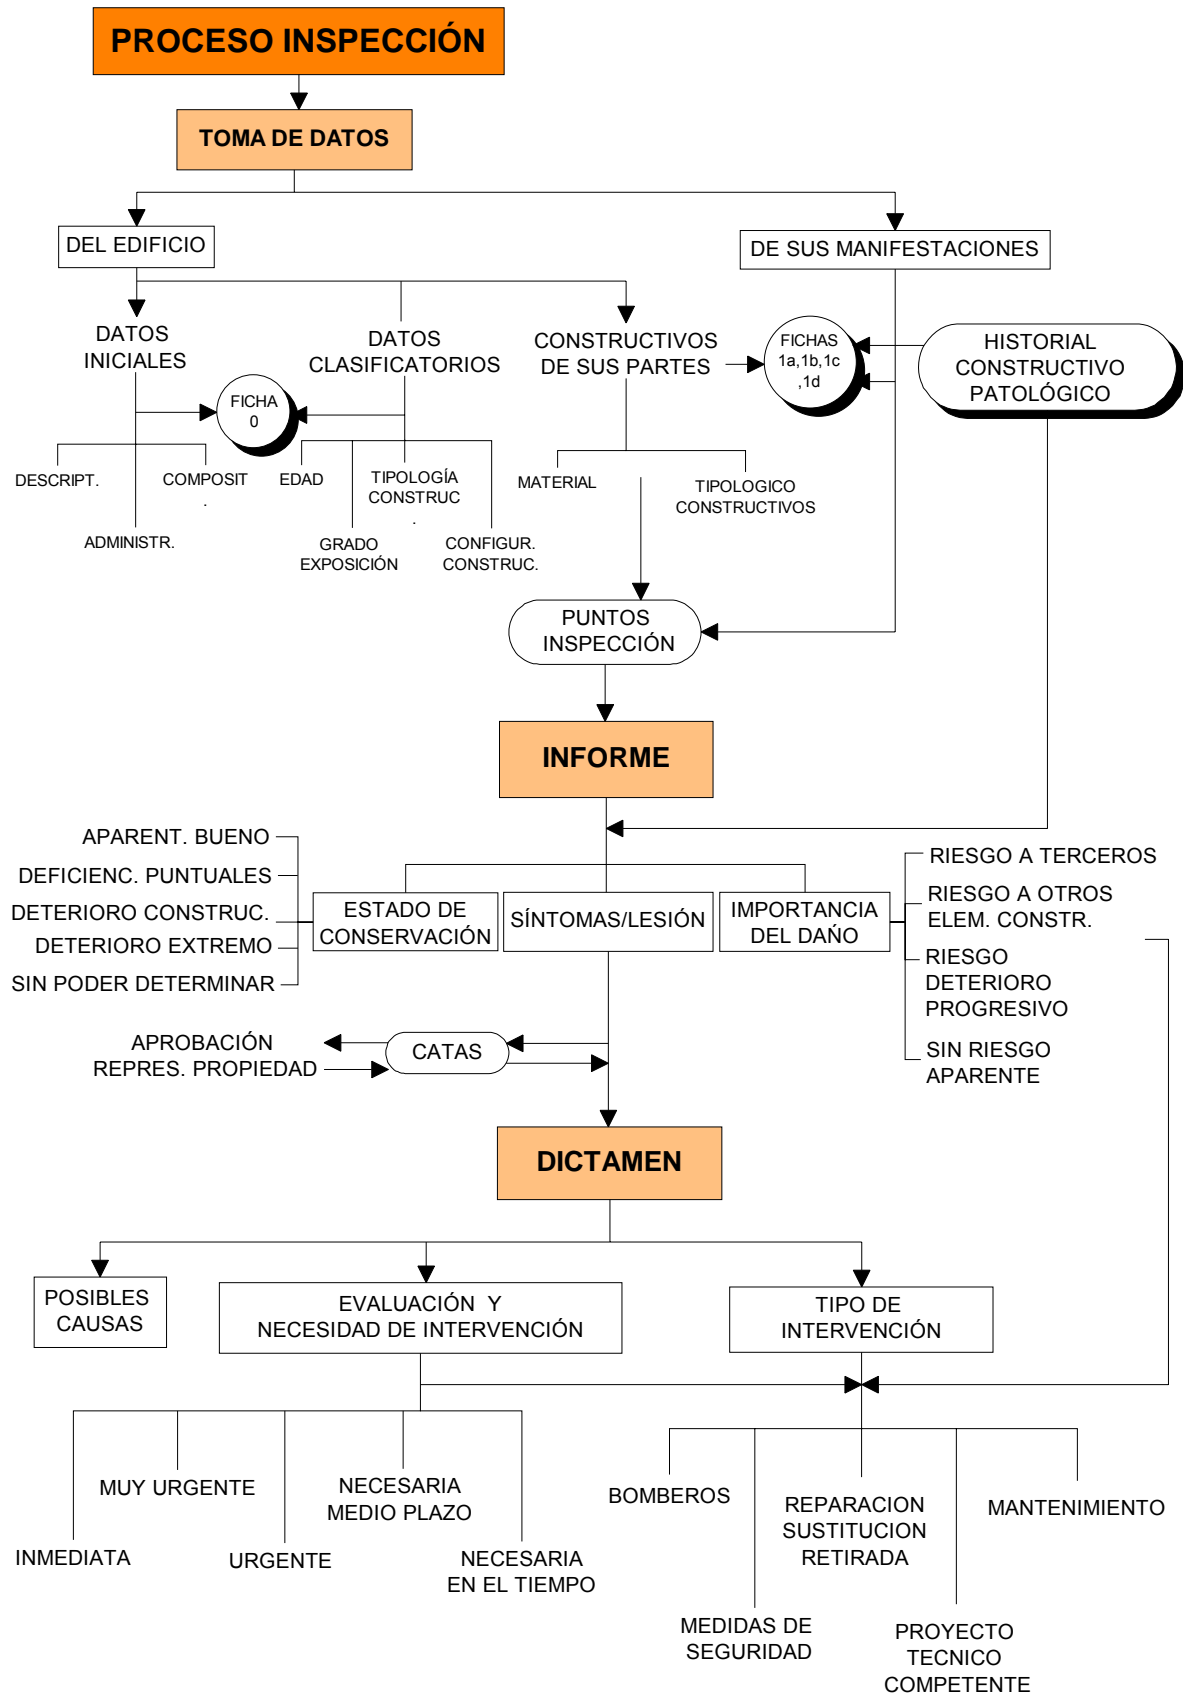 PROCESO INSPECCIÓN
TOMA DE DATOS
DEL EDIFICIO
DE SUS MANIFESTACIONES
DATOS
INICIALES
DATOS
CLASIFICATORIOS
CONSTRUCTIVOS
DE SUS PARTES
FICHAS
1a,1b,1c
,1d
HISTORIAL
CONSTRUCTIVO
PATOLÓGICO
FICHA
0
DESCRIPT.
COMPOSIT
.
ADMINISTR.
EDAD
TIPOLOGÍA
CONSTRUC
.
GRADO
EXPOSICIÓN
CONFIGUR.
CONSTRUC.
MATERIAL
TIPOLOGICO
CONSTRUCTIVOS
PUNTOS
INSPECCIÓN
INFORME
APARENT. BUENO
DEFICIENC. PUNTUALES
DETERIORO CONSTRUC.
DETERIORO EXTREMO
SIN PODER DETERMINAR
ESTADO DE
CONSERVACIÓN
SÍNTOMAS/LESIÓN
IMPORTANCIA
DEL DAŃO
RIESGO A TERCEROS
RIESGO A OTROS
ELEM. CONSTR.
RIESGO
DETERIORO
PROGRESIVO
SIN RIESGO
APARENTE
APROBACIÓN
REPRES. PROPIEDAD
CATAS
DICTAMEN
POSIBLES
CAUSAS
EVALUACIÓN Y
NECESIDAD DE INTERVENCIÓN
TIPO DE
INTERVENCIÓN
INMEDIATA
MUY URGENTE
URGENTE
NECESARIA
MEDIO PLAZO
NECESARIA
EN EL TIEMPO
BOMBEROS
MEDIDAS DE
SEGURIDAD
REPARACION
SUSTITUCION
RETIRADA
PROYECTO
TECNICO
COMPETENTE
MANTENIMIENTO